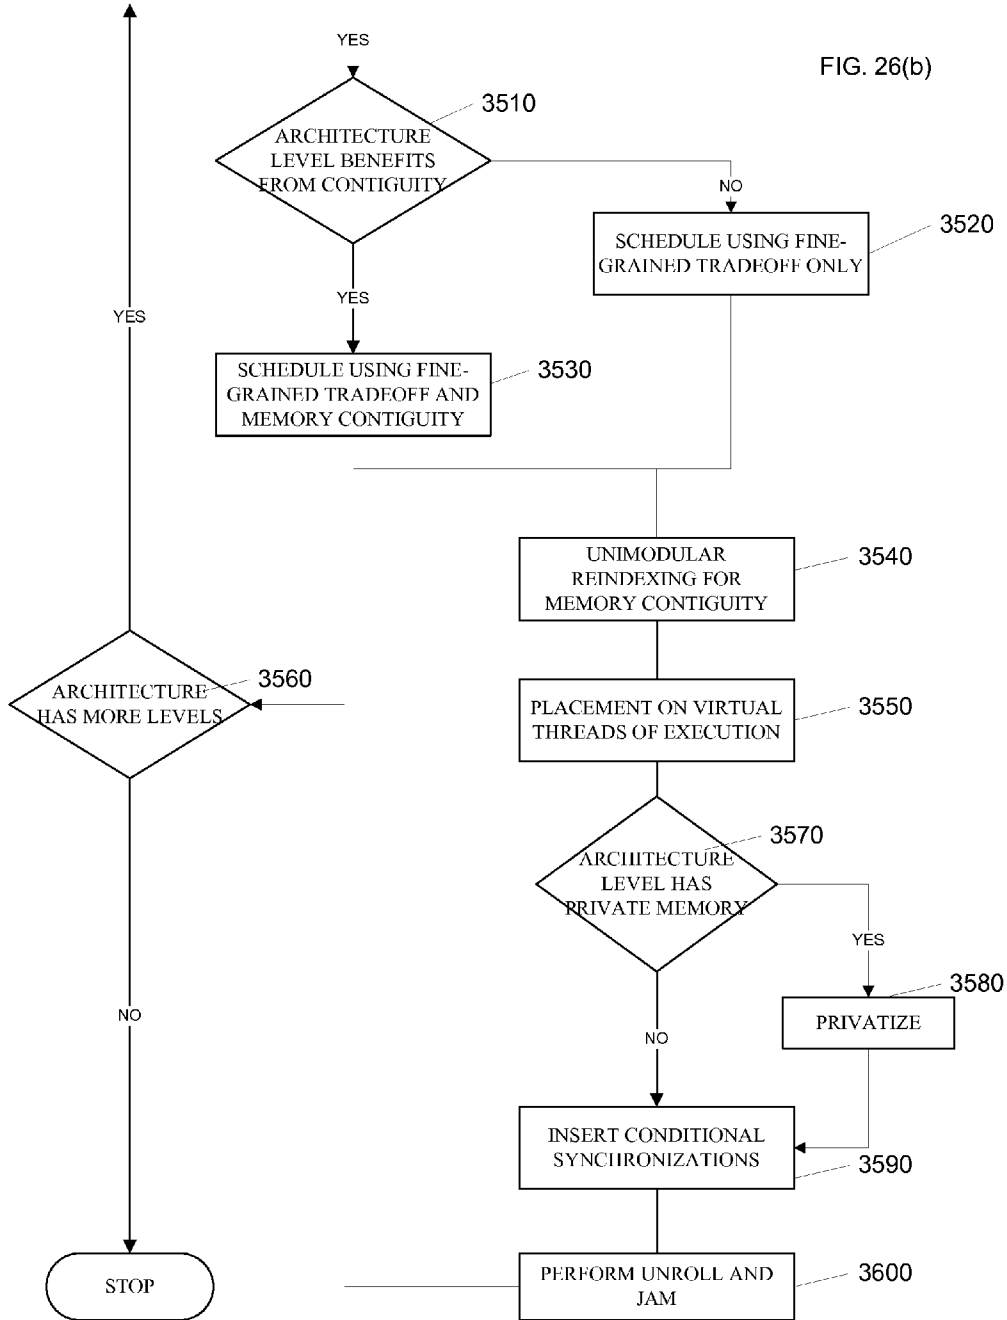 YES
FIG. 26(b)
3510
ARCHITECTURE
LEVEL BENEFITS
FROM CONTIGUITY
NO
3520
SCHEDULE USING FINE-
GRAINED TRADEOFF ONLY
YES
YES
SCHEDULE USING FINE-
GRAINED TRADEOFF AND
MEMORY CONTIGUITY
3530
UNIMODULAR
REINDEXING FOR
MEMORY CONTIGUITY
3540
ARCHITECTURE
HAS MORE LEVELS
3560
PLACEMENT ON VIRTUAL
THREADS OF EXECUTION
3550
3570
ARCHITECTURE
LEVEL HAS
PRIVATE MEMORY
YES
3580
PRIVATIZE
NO
NO
INSERT CONDITIONAL
SYNCHRONIZATIONS
3590
STOP
PERFORM UNROLL AND
JAM
3600